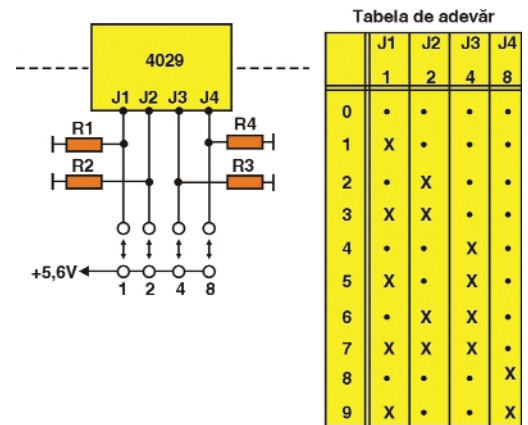 4029
J1 J2 J3 J4
R1
R4
R2
R3
+5,6V
1 2 4 8
Tabela de adevăr
J1 J2 J3 J4
1 2 4 8
0 • • • •
1 X • • •
2 • X • •
3 X X • •
4 • • X •
5 X • X •
6 • X X •
7 X X X •
8 • • • X
9 X • • X